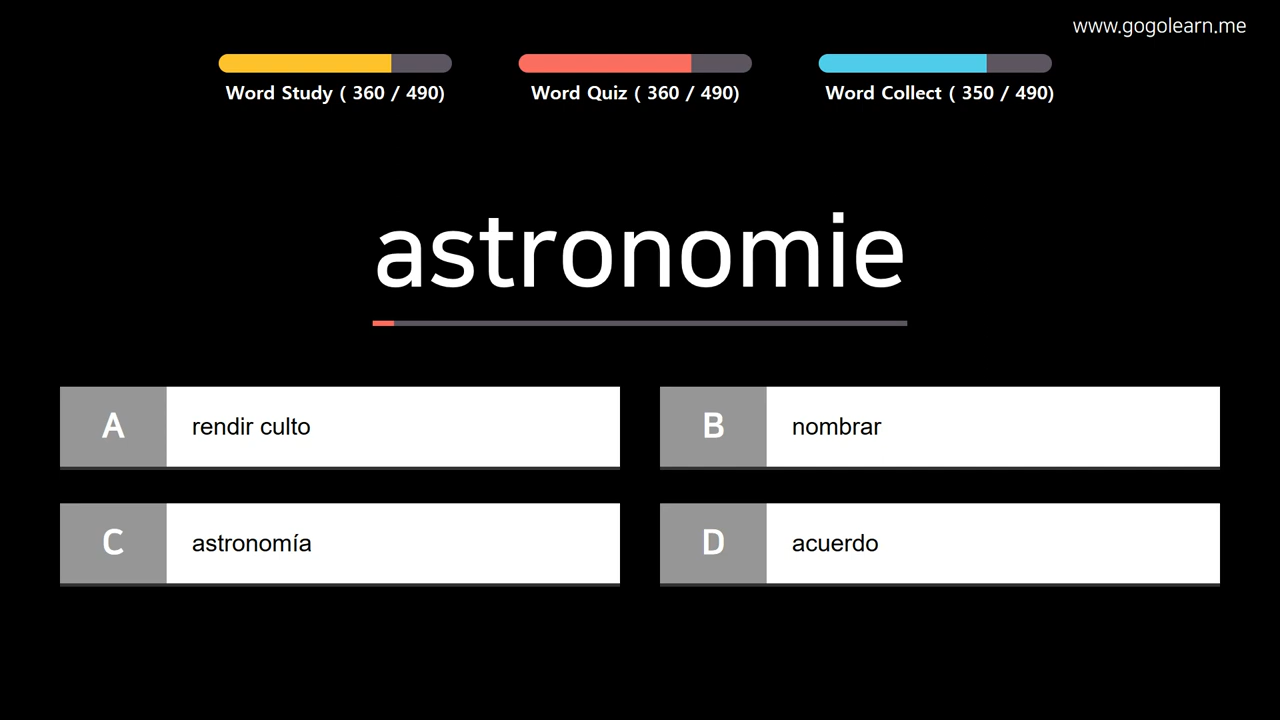 www.gogolearn.me
Word Study ( 360 / 490)
Word Quiz ( 360 / 490)
Word Collect ( 350 / 490)
astronomie
A
rendir culto
B
nombrar
C
astronomía
D
acuerdo